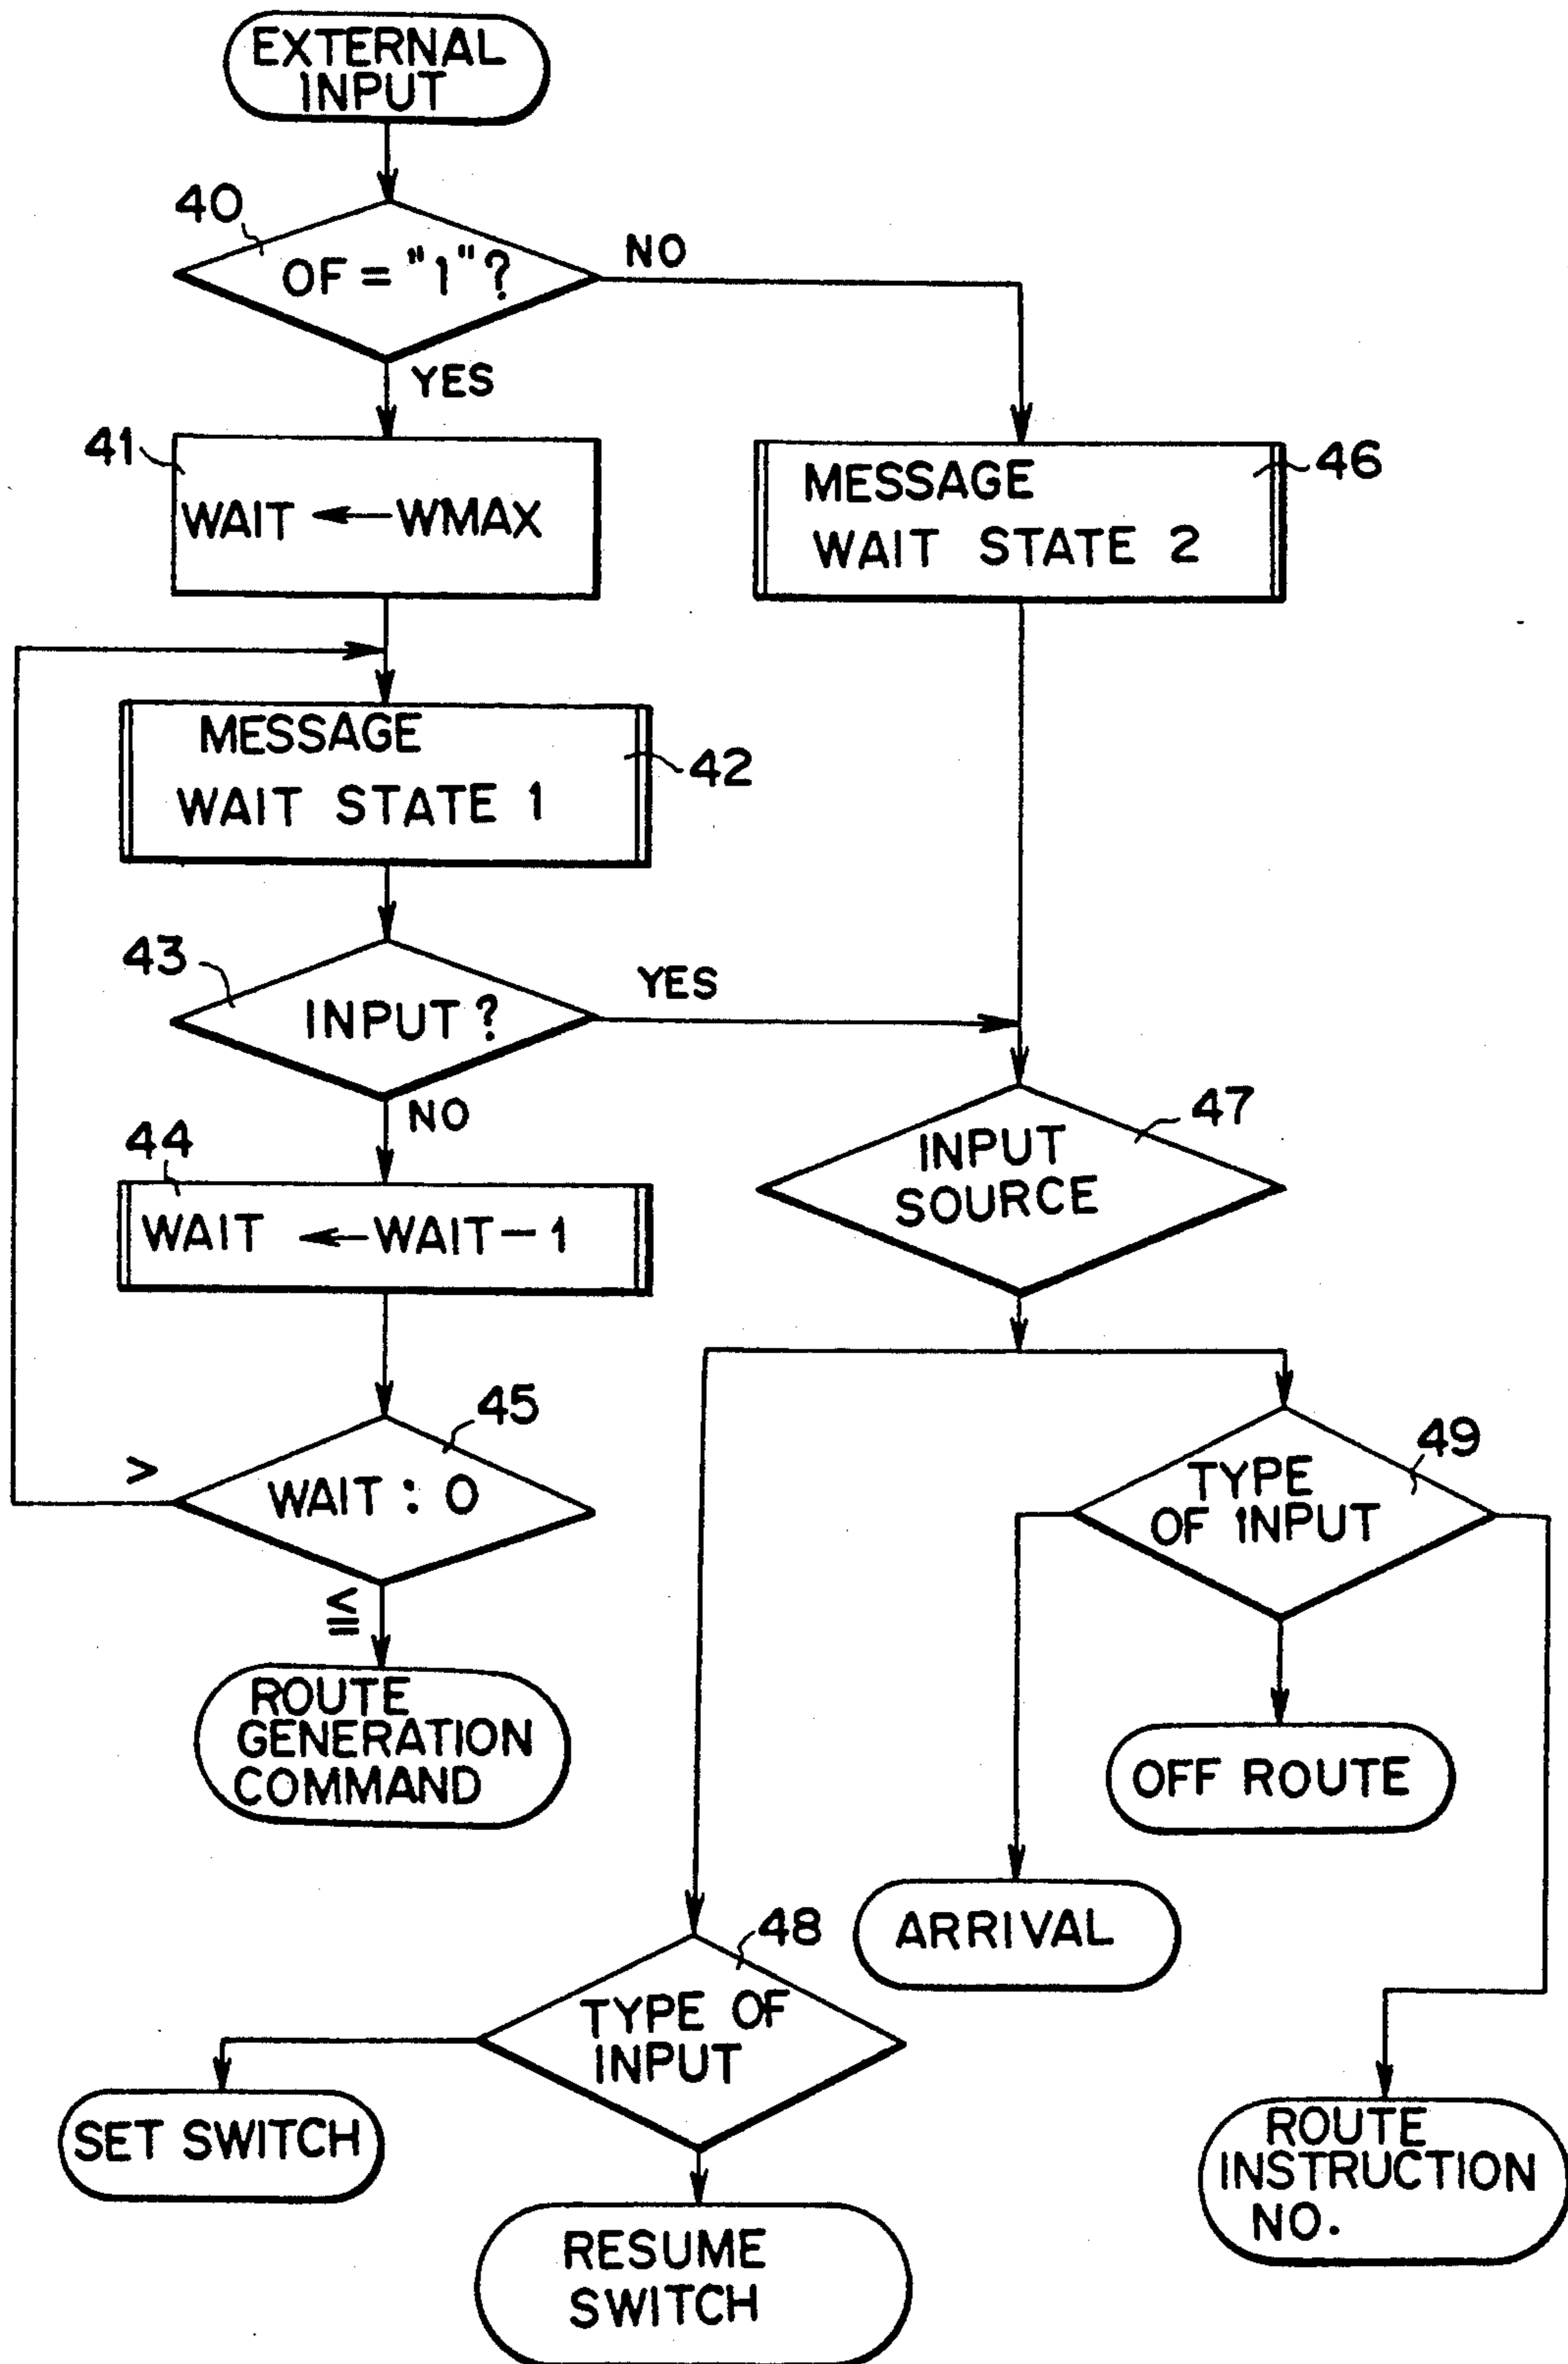 EXTERNAL
INPUT
40
OF = "1" ?
NO
YES
41
WAIT ← WMAX
46
MESSAGE
WAIT STATE 2
MESSAGE
WAIT STATE 1
42
43
INPUT ?
YES
NO
47
INPUT
SOURCE
44
WAIT ← WAIT - 1
45
>
WAIT : 0
≦
49
TYPE
OF INPUT
ROUTE
GENERATION
COMMAND
OFF ROUTE
ARRIVAL
48
TYPE OF
INPUT
SET SWITCH
ROUTE
INSTRUCTION
NO.
RESUME
SWITCH